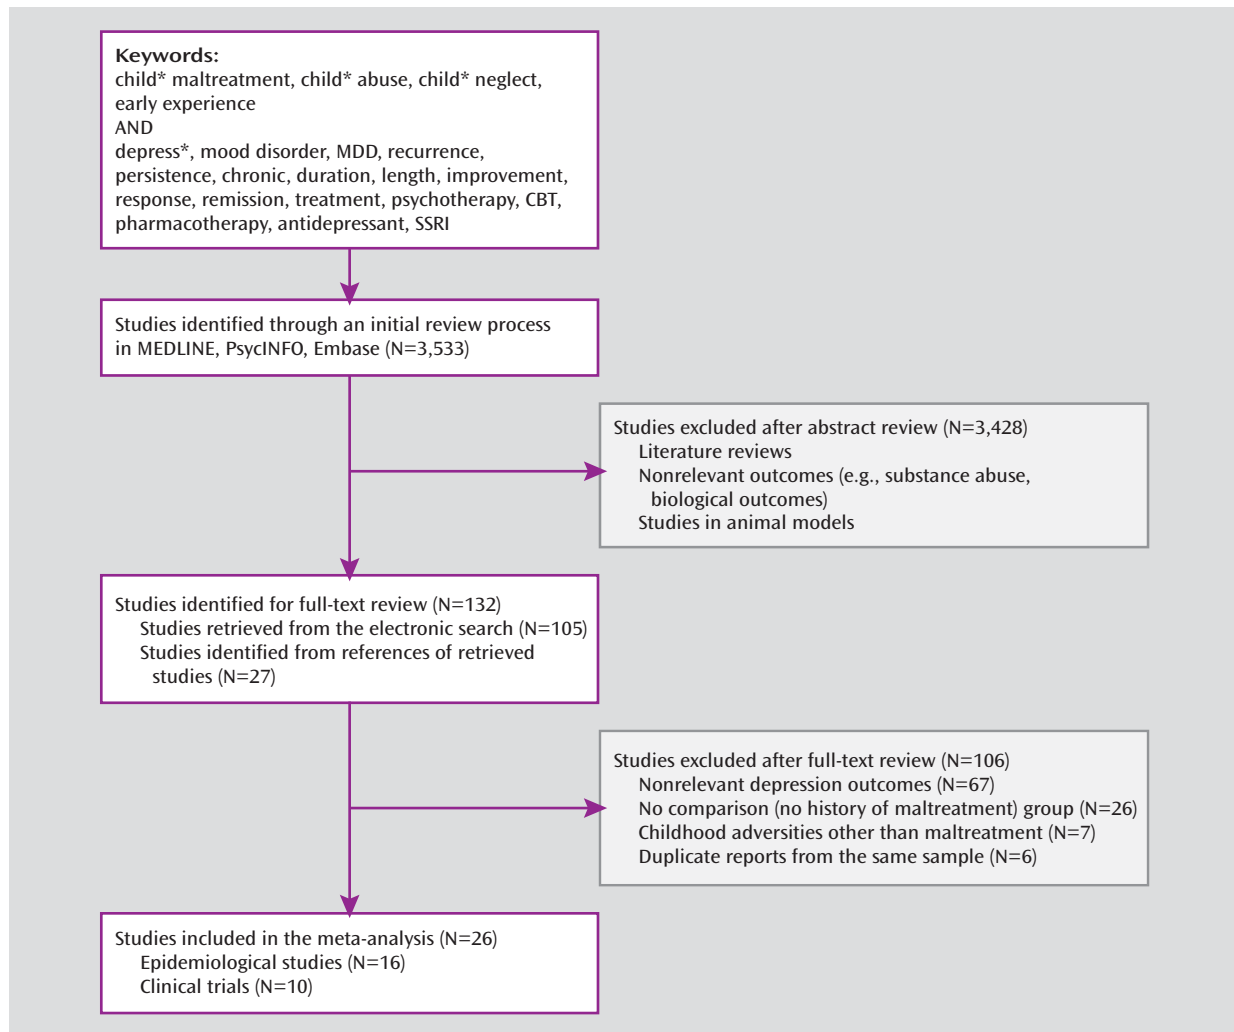 Keywords:
child* maltreatment, child* abuse, child* neglect,
early experience
AND
depress*, mood disorder, MDD, recurrence,
persistence, chronic, duration, length, improvement,
response, remission, treatment, psychotherapy, CBT,
pharmacotherapy, antidepressant, SSRI
Studies identified through an initial review process
in MEDLINE, PsycINFO, Embase (N=3,533)
Studies excluded after abstract review (N=3,428)
Literature reviews
Nonrelevant outcomes (e.g., substance abuse,
biological outcomes)
Studies in animal models
Studies identified for full-text review (N=132)
Studies retrieved from the electronic search (N=105)
Studies identified from references of retrieved
studies (N=27)
Studies excluded after full-text review (N=106)
Nonrelevant depression outcomes (N=67)
No comparison (no history of maltreatment) group (N=26)
Childhood adversities other than maltreatment (N=7)
Duplicate reports from the same sample (N=6)
Studies included in the meta-analysis (N=26)
Epidemiological studies (N=16)
Clinical trials (N=10)